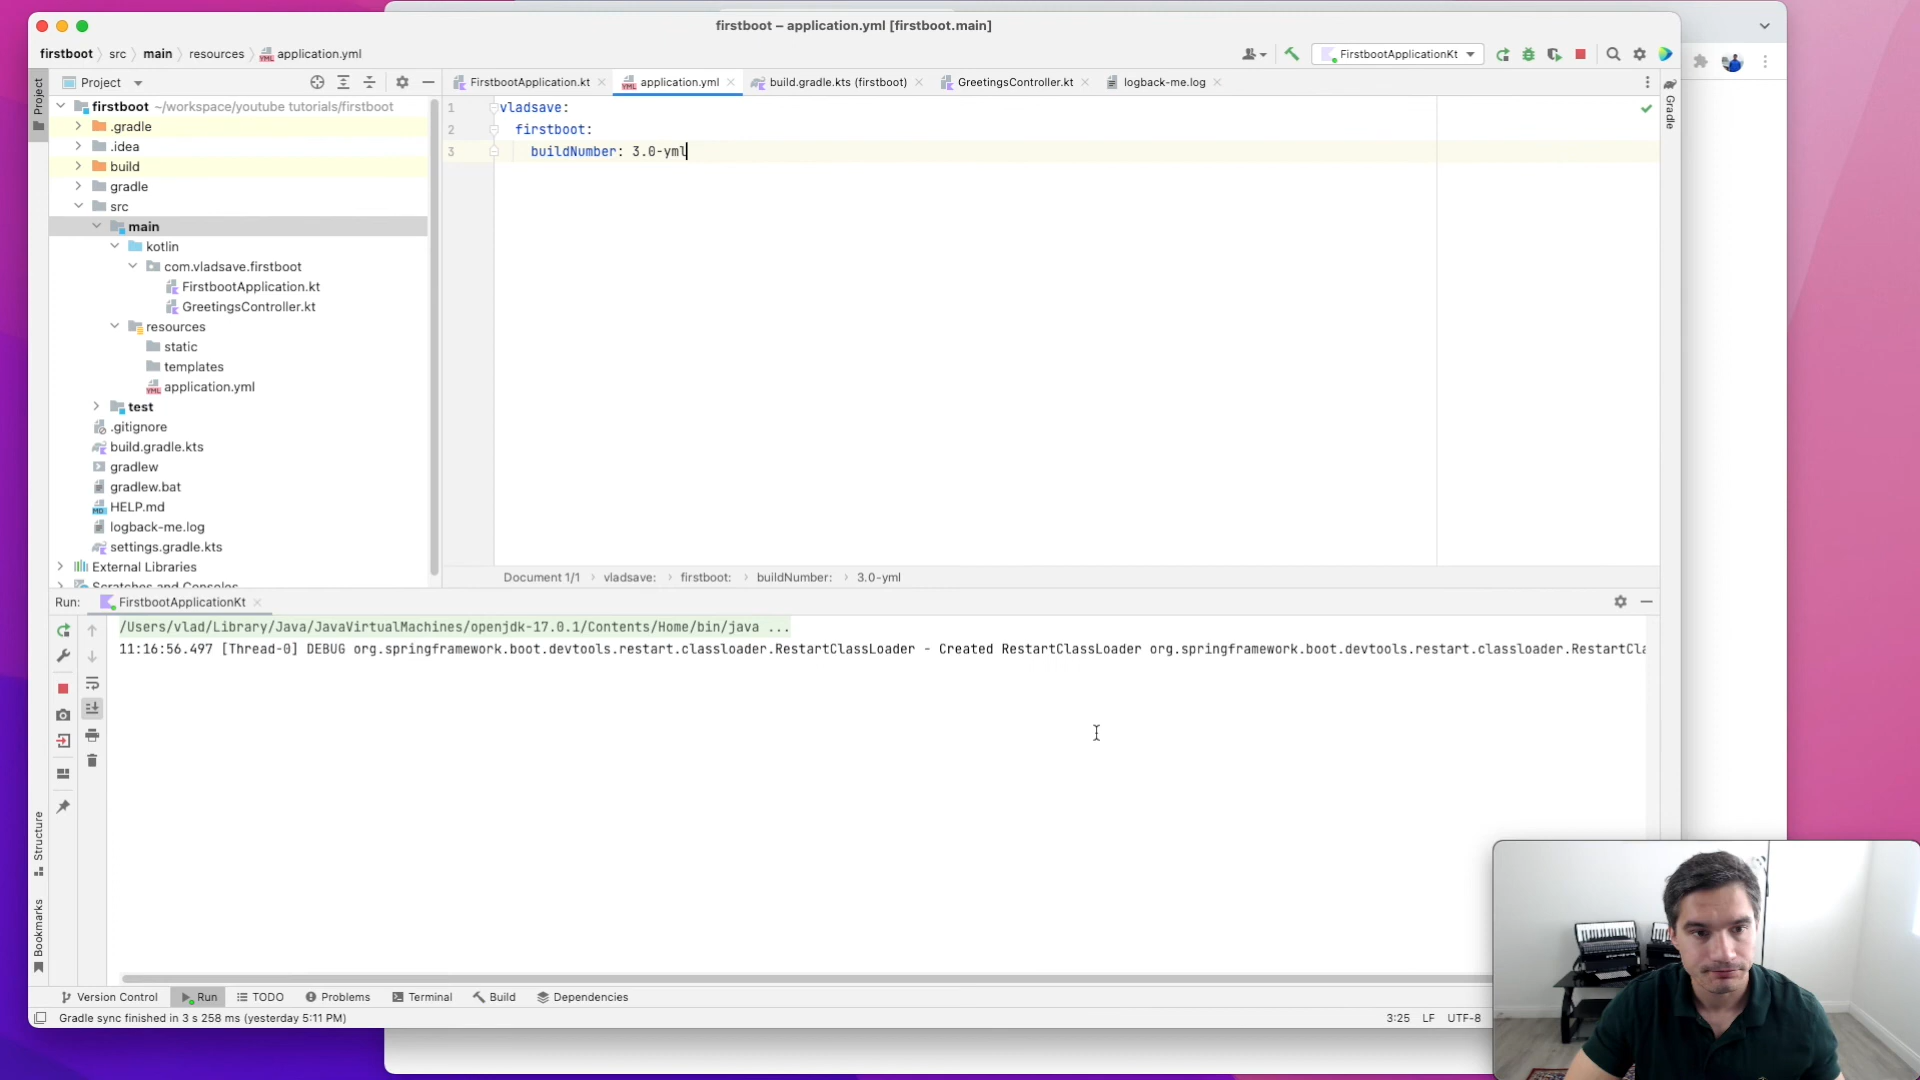 firstboot – application.yml [firstboot.main]
firstboot src main resources application.yml
FirstbootApplicationKt
Project
Project
FirstbootApplication.kt application.yml build.gradle.kts (firstboot) GreetingsController.kt logback-me.log
Gradle
firstboot ~/workspace/youtube tutorials/firstboot
.gradle
.idea
build
gradle
src
main
kotlin
com.vladsave.firstboot
FirstbootApplication.kt
GreetingsController.kt
resources
static
templates
application.yml
test
.gitignore
build.gradle.kts
gradlew
gradlew.bat
HELP.md
logback-me.log
settings.gradle.kts
External Libraries
Scratches and Consoles
1 vladsave:
2 firstboot:
3 buildNumber: 3.0-yml
Document 1/1 vladsave: firstboot: buildNumber: 3.0-yml
Run: FirstbootApplicationKt
/Users/vlad/Library/Java/JavaVirtualMachines/openjdk-17.0.1/Contents/Home/bin/java ...
11:16:56.497 [Thread-0] DEBUG org.springframework.boot.devtools.restart.classloader.RestartClassLoader - Created RestartClassLoader org.springframework.boot.devtools.restart.classloader.RestartCla
Structure
Bookmarks
Version Control Run TODO Problems Terminal Build Dependencies
Gradle sync finished in 3 s 258 ms (yesterday 5:11 PM)
3:25 LF UTF-8